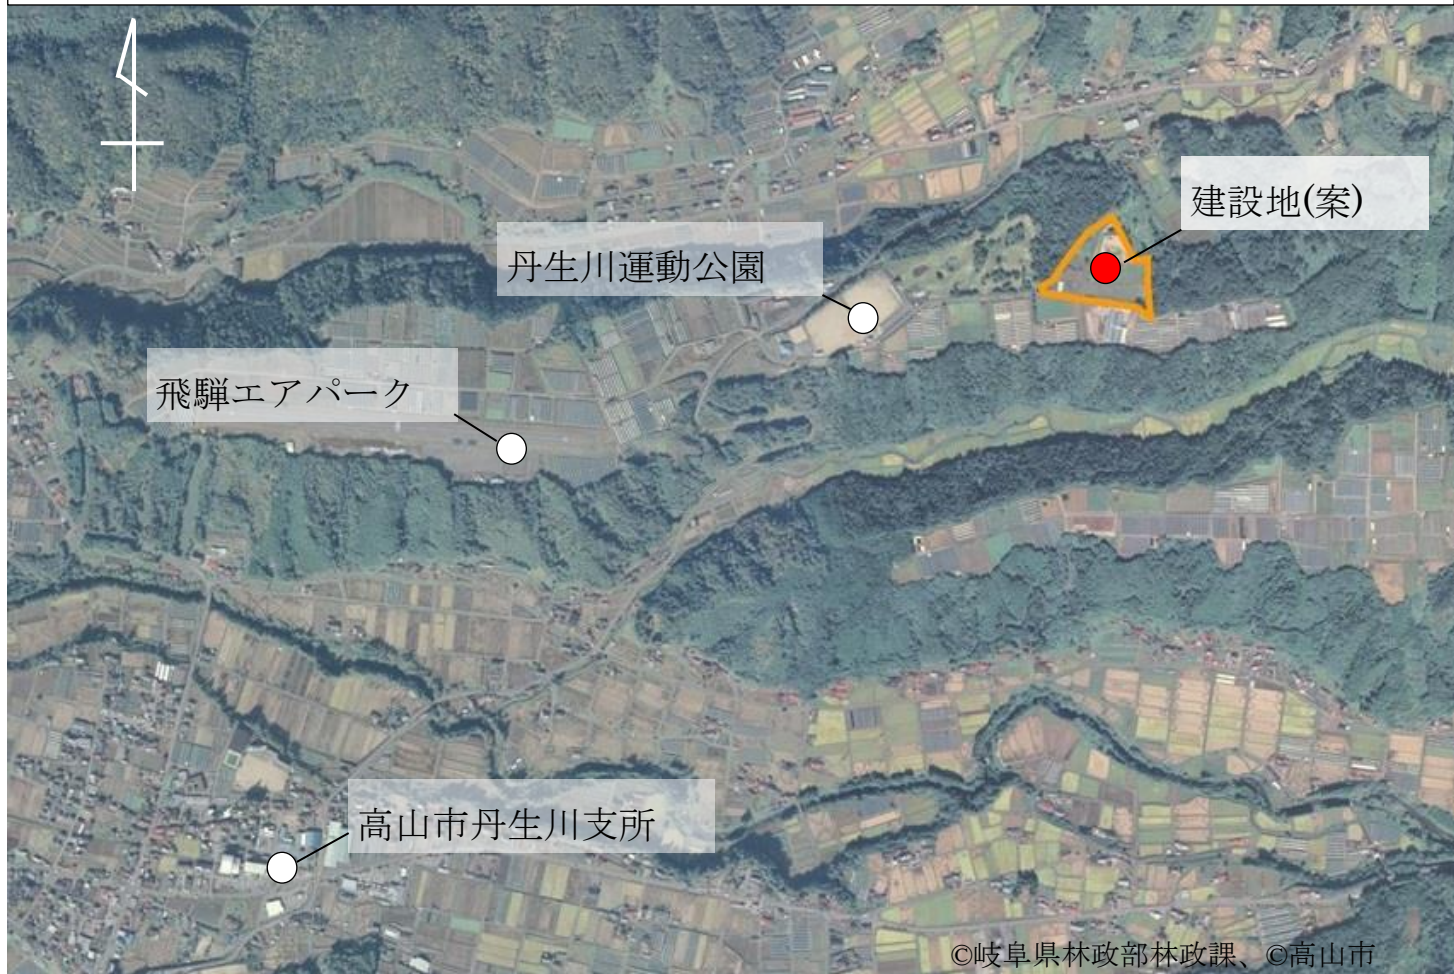 建設地(案)
丹生川運動公園
飛騨エアパーク
高山市丹生川支所
©岐阜県林政部林政課、©高山市